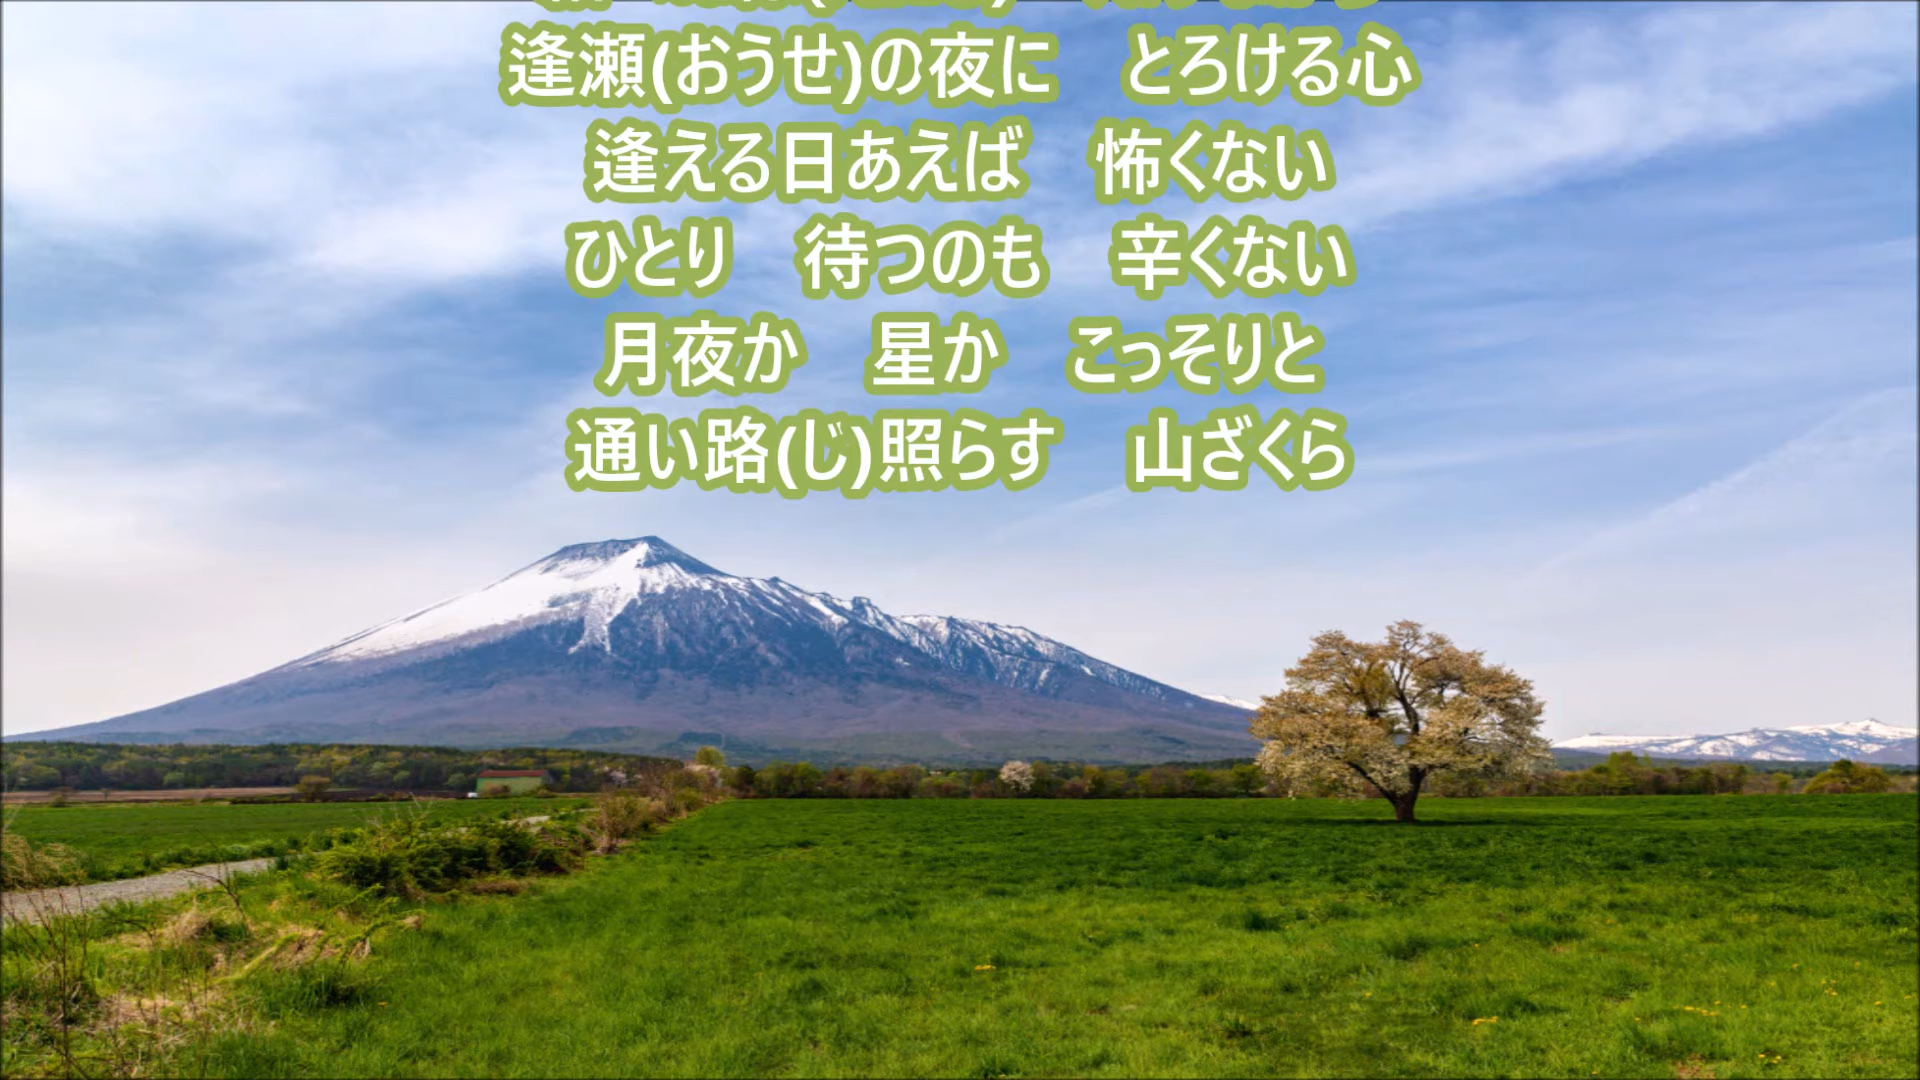 逢瀬(おうせ)の夜に　とろける心
逢える日あえば　怖くない
ひとり　待つのも　辛くない
月夜か　星か　こっそりと
通い路(じ)照らす　山ざくら